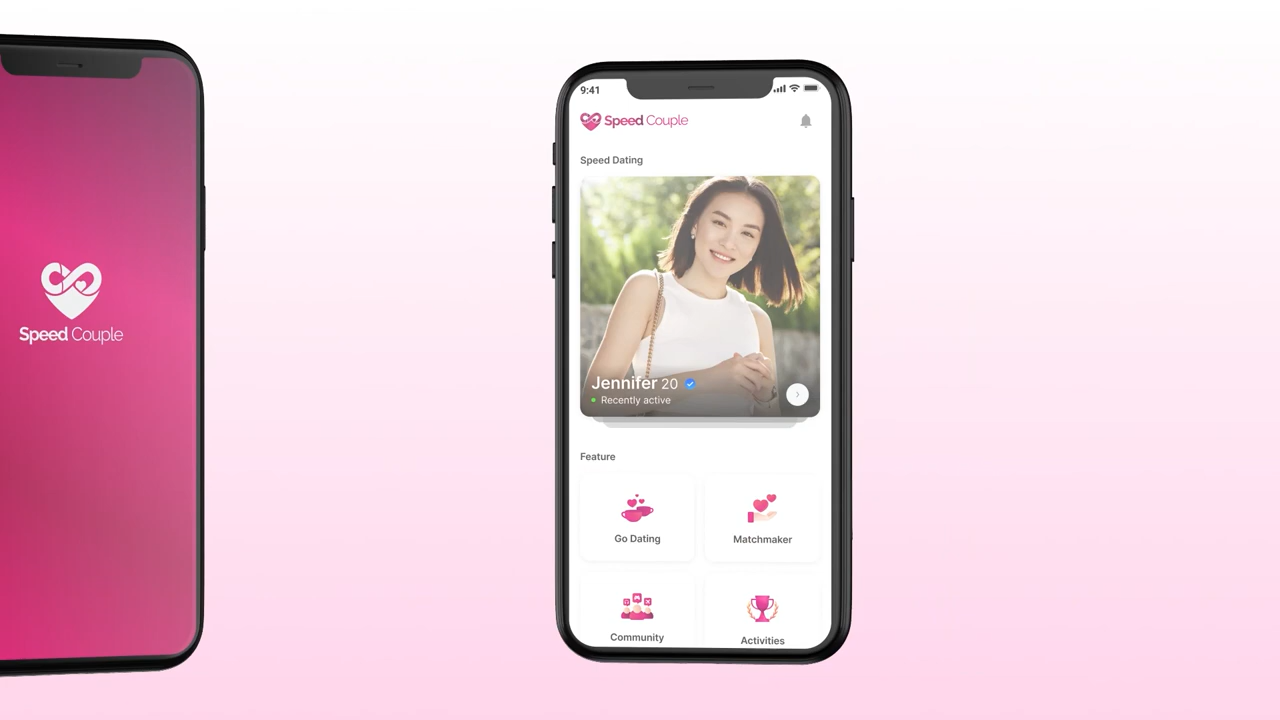 Speed Couple
9:41
Speed Couple
Speed Dating
Jennifer 20
Recently active
Feature
Go Dating
Matchmaker
Community
Activities